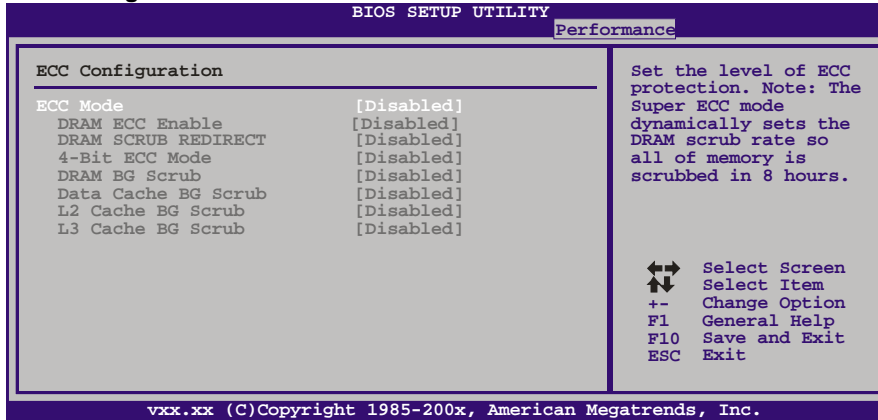 BIOS SETUP UTILITY
Performance
ECC Configuration
ECC Mode [Disabled]
DRAM ECC Enable [Disabled]
DRAM SCRUB REDIRECT [Disabled]
4-Bit ECC Mode [Disabled]
DRAM BG Scrub [Disabled]
Data Cache BG Scrub [Disabled]
L2 Cache BG Scrub [Disabled]
L3 Cache BG Scrub [Disabled]
Set the level of ECC
protection. Note: The
Super ECC mode
dynamically sets the
DRAM scrub rate so
all of memory is
scrubbed in 8 hours.
Select Screen
Select Item
+- Change Option
F1 General Help
F10 Save and Exit
ESC Exit
vxx.xx (C)Copyright 1985-200x, American Megatrends, Inc.